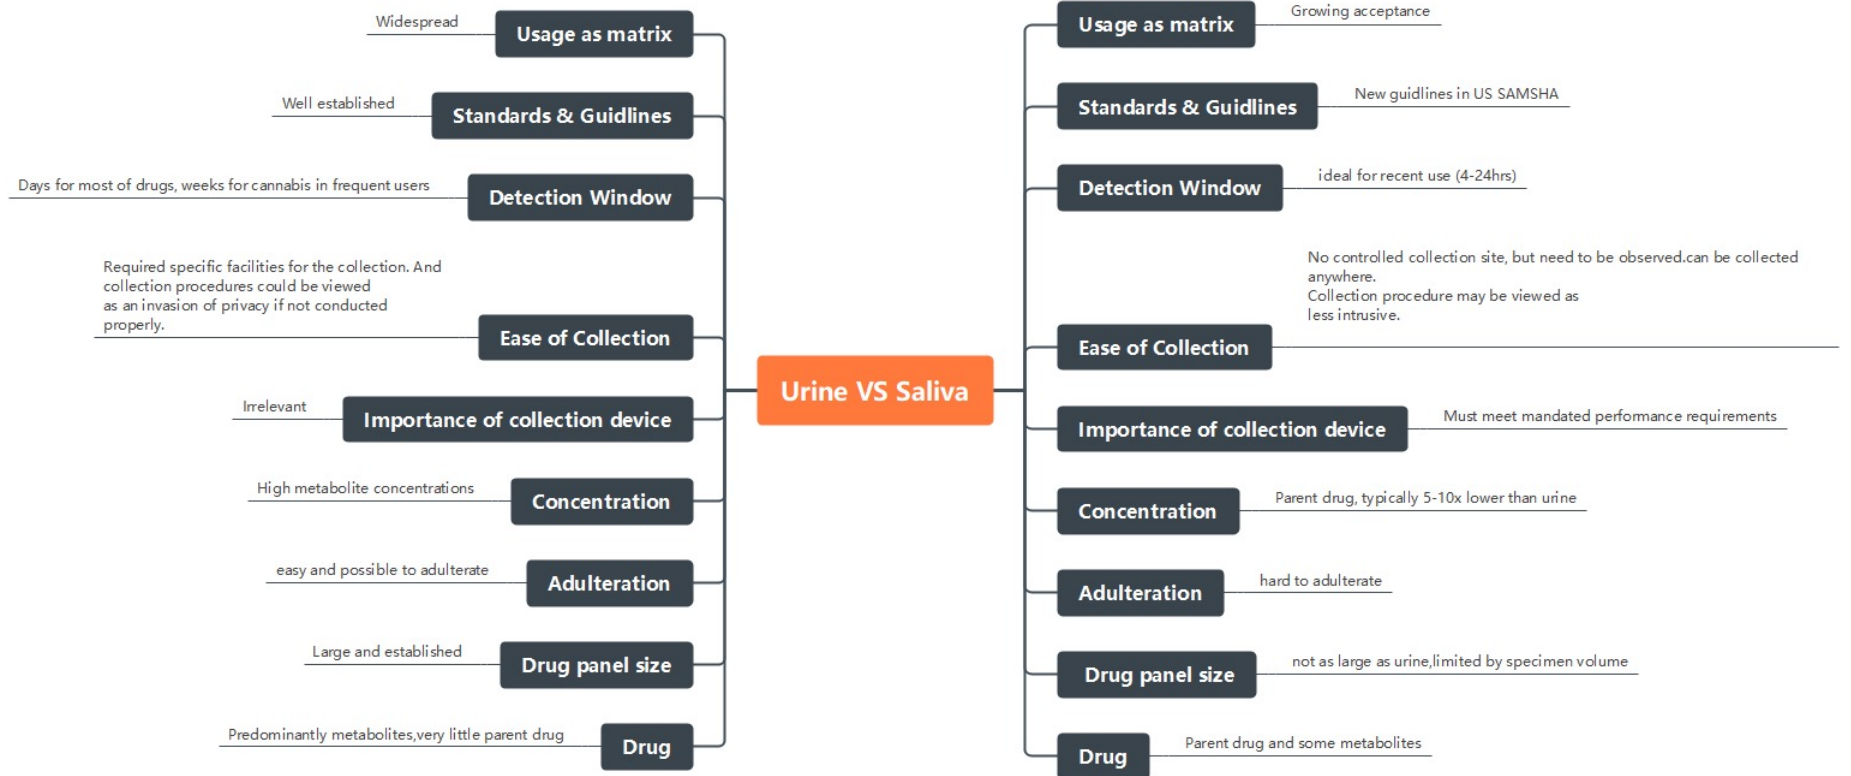 Urine VS Saliva
Usage as matrix
Widespread
Standards & Guidlines
Well established
Detection Window
Days for most of drugs, weeks for cannabis in frequent users
Ease of Collection
Required specific facilities for the collection. And
collection procedures could be viewed
as an invasion of privacy if not conducted
properly.
Importance of collection device
Irrelevant
Concentration
High metabolite concentrations
Adulteration
easy and possible to adulterate
Drug panel size
Large and established
Drug
Predominantly metabolites,very little parent drug
Usage as matrix
Growing acceptance
Standards & Guidlines
New guidlines in US SAMSHA
Detection Window
ideal for recent use (4-24hrs)
Ease of Collection
No controlled collection site, but need to be observed.can be collected
anywhere.
Collection procedure may be viewed as
less intrusive.
Importance of collection device
Must meet mandated performance requirements
Concentration
Parent drug, typically 5-10x lower than urine
Adulteration
hard to adulterate
Drug panel size
not as large as urine,limited by specimen volume
Drug
Parent drug and some metabolites